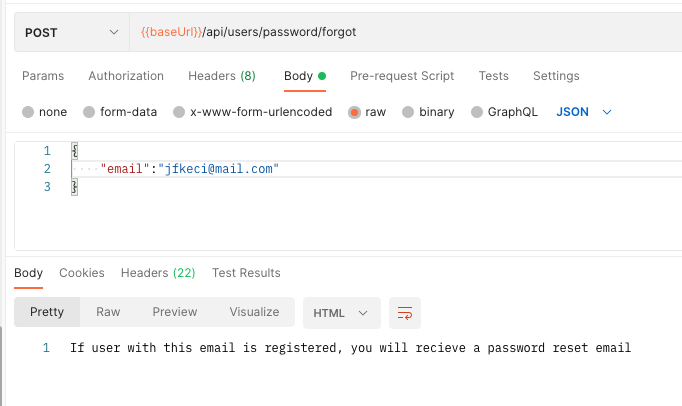 POST {{baseUrl}}/api/users/password/forgot
Params Authorization Headers (8) Body Pre-request Script Tests Settings
none form-data x-www-form-urlencoded raw binary GraphQL JSON
1 {
2 "email":"jfkeci@mail.com"
3 }
Body Cookies Headers (22) Test Results
Pretty Raw Preview Visualize HTML
1 If user with this email is registered, you will recieve a password reset email